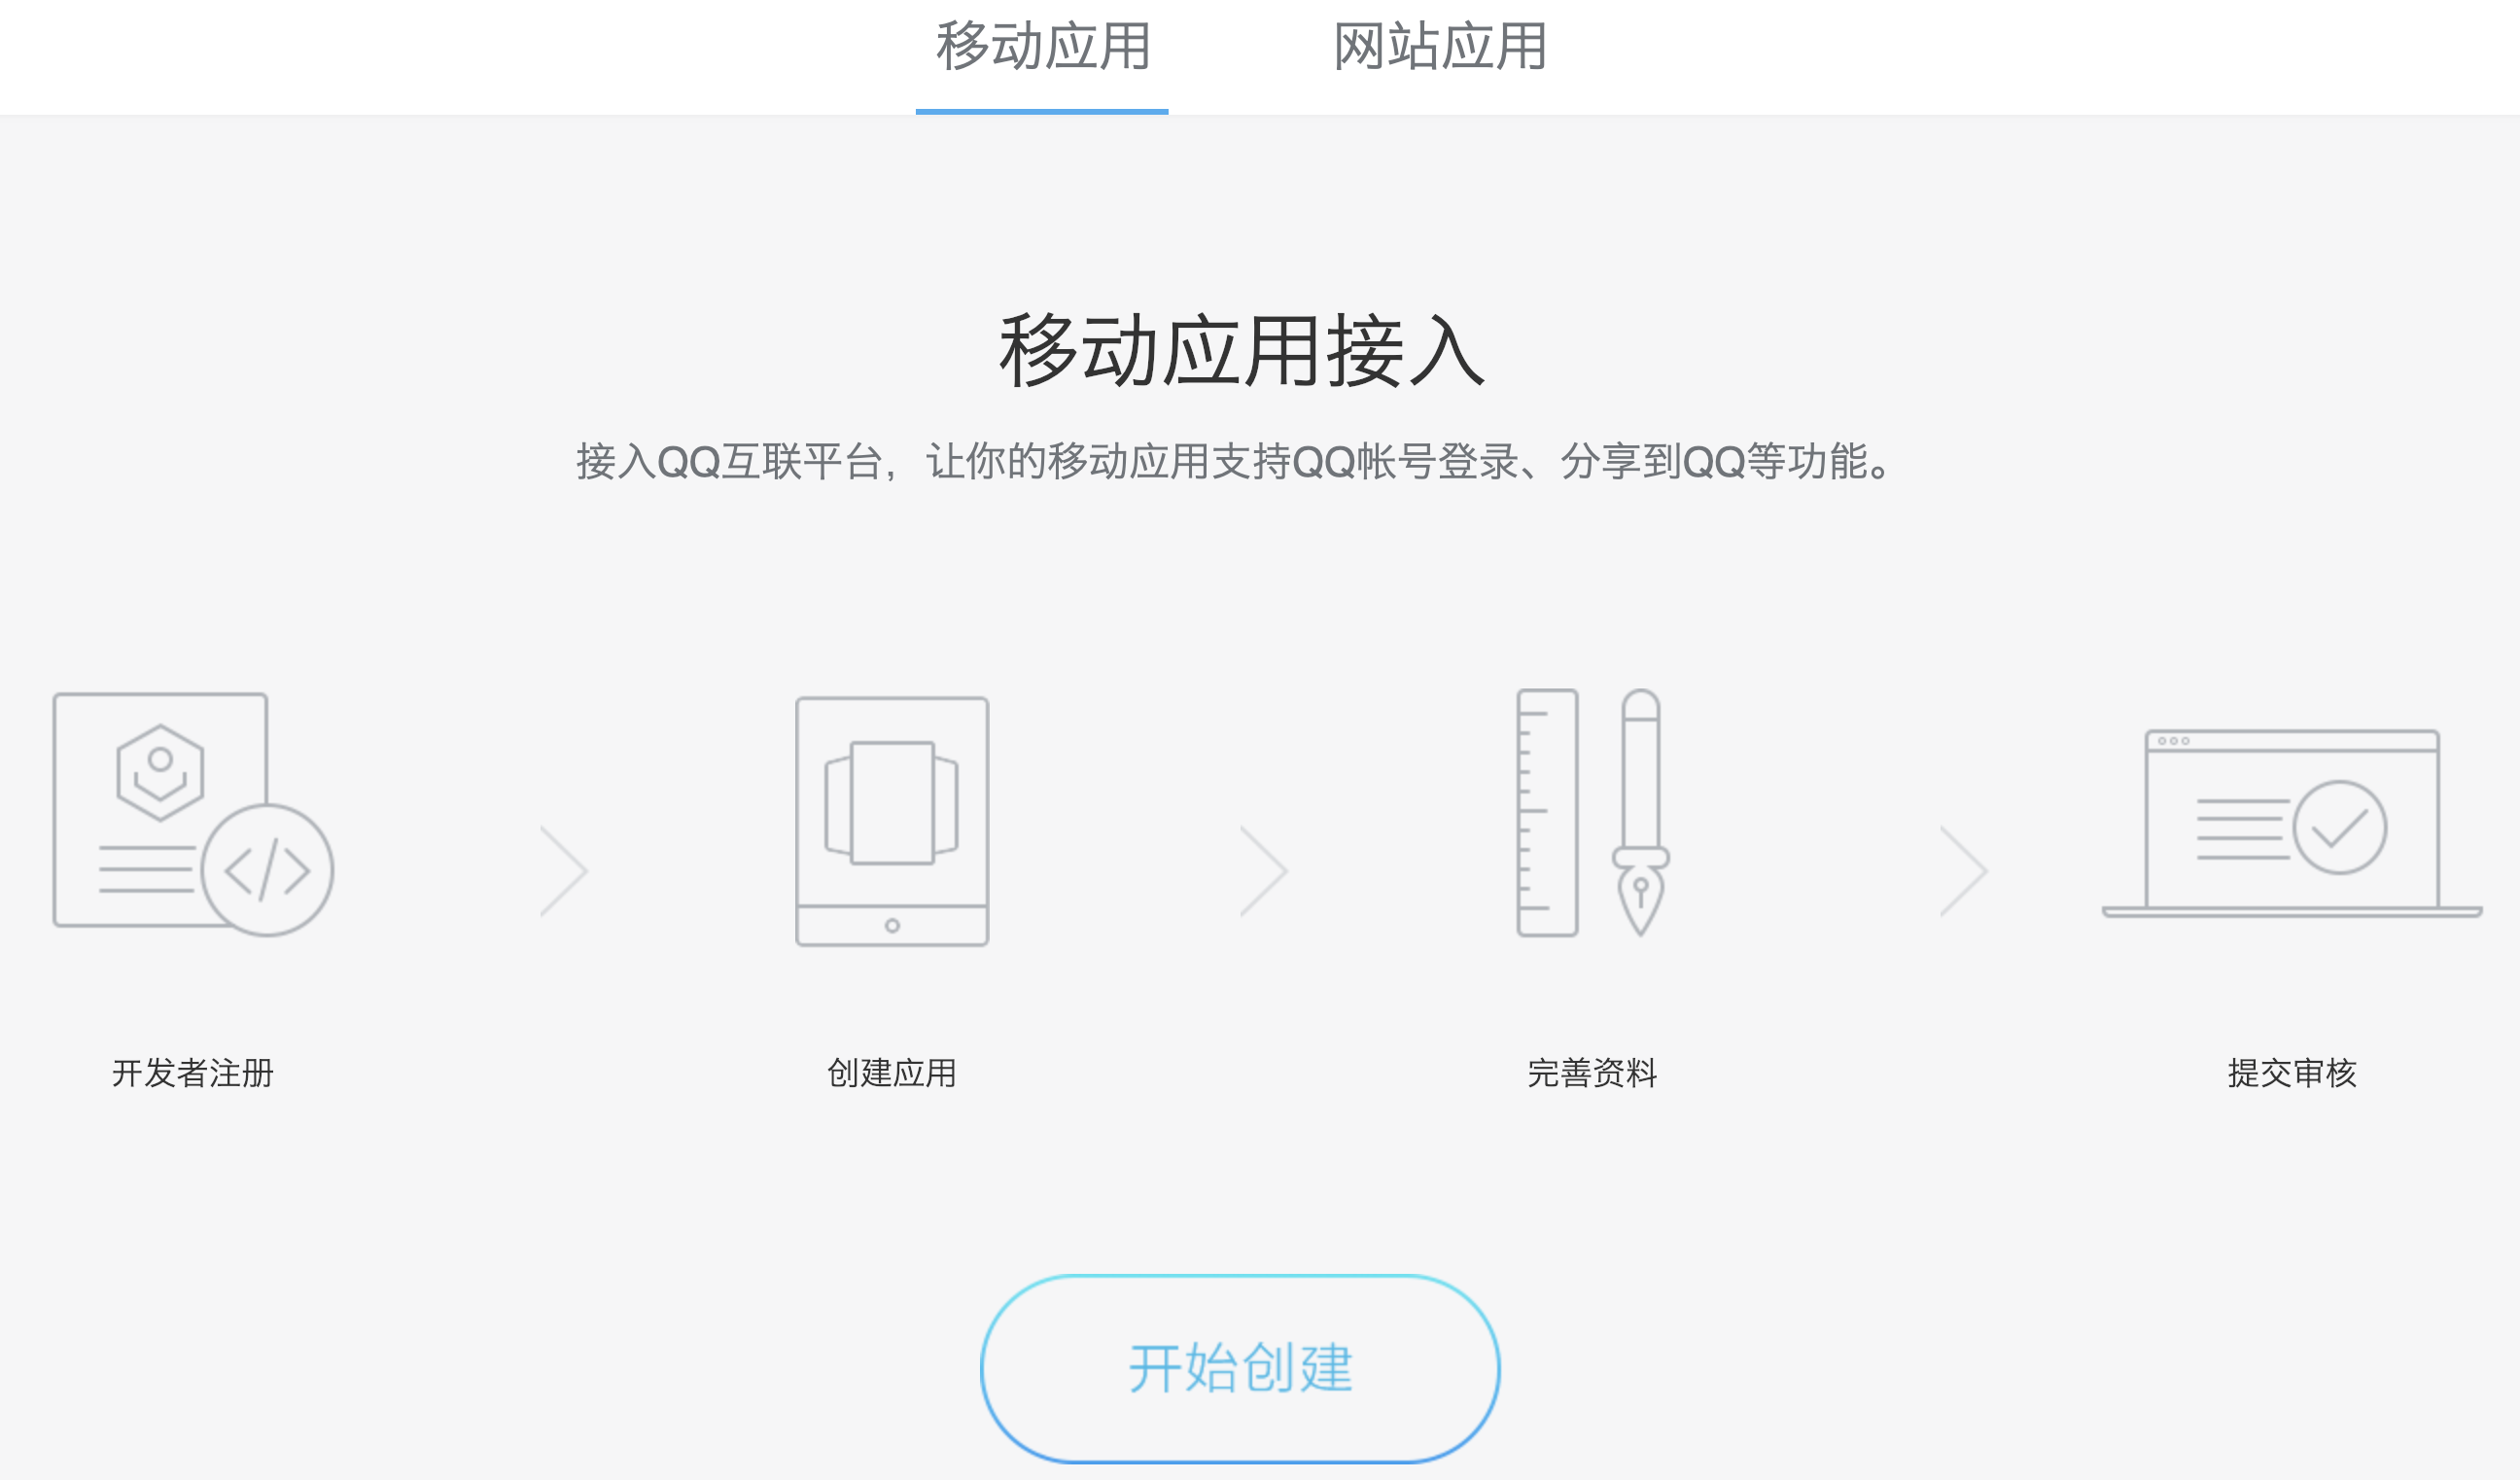 移动应用
网站应用
移动应用接入
接入QQ互联平台，让你的移动应用支持QQ帐号登录、分享到QQ等功能。
开发者注册
创建应用
完善资料
提交审核
开始创建